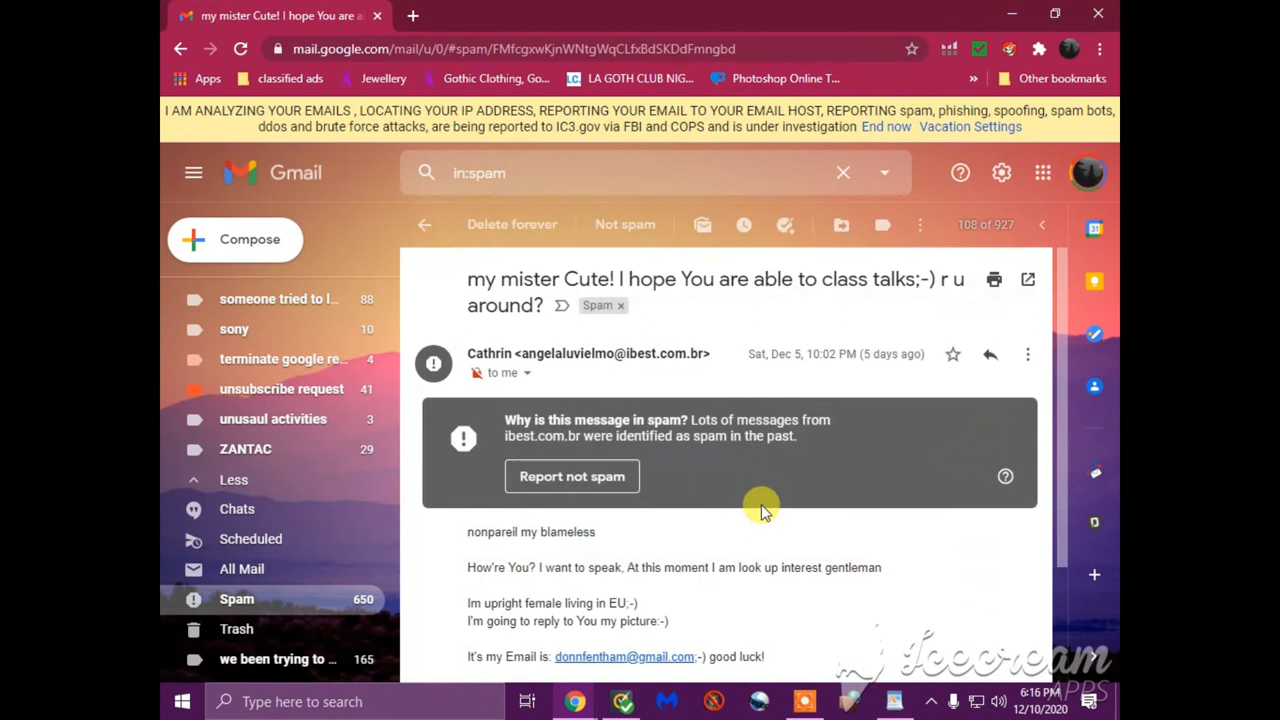 my mister Cute! I hope You are a
mail.google.com/mail/u/0/#spam/FMfcgxwKjnWNtgWqCLfxBdSKDdFmngbd
Apps
classified ads
Jewellery
Gothic Clothing, Go...
LC.
LA GOTH CLUB NIG...
Photoshop Online T...
»
Other bookmarks
I AM ANALYZING YOUR EMAILS , LOCATING YOUR IP ADDRESS, REPORTING YOUR EMAIL TO YOUR EMAIL HOST, REPORTING spam, phishing, spoofing, spam bots,
ddos and brute force attacks, are being reported to IC3.gov via FBI and COPS and is under investigation End now Vacation Settings
Gmail
in:spam
Compose
Delete forever
Not spam
108 of 927
31
someone tried to l...
88
sony
10
terminate google re...
4
unsubscribe request
41
unsaul activities
3
ZANTAC
29
Less
Chats
Scheduled
All Mail
Spam
650
Trash
we been trying to ...
165
my mister Cute! I hope You are able to class talks;-) r u
around?
Spam x
Cathrin <angelaluvielmo@ibest.com.br>
Sat, Dec 5, 10:02 PM (5 days ago)
to me
Why is this message in spam? Lots of messages from
ibest.com.br were identified as spam in the past.
Report not spam
nonpareil my blameless
How're You? I want to speak, At this moment I am look up interest gentleman
Im upright female living in EU;-)
I'm going to reply to You my picture:-)
It's my Email is: donnfentham@gmail.com;-) good luck!
Icecream
APPS
Type here to search
6:16 PM
12/10/2020